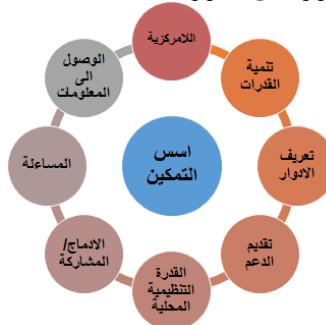 اللامركزية
تنمية
القدرات
تعريف
الادوار
تقديم
الدعم
القدرة
التنظيمية
المحلية
الادماج/
المشاركة
المساءلة
الوصول
الى
المعلومات
اسس
التمكين